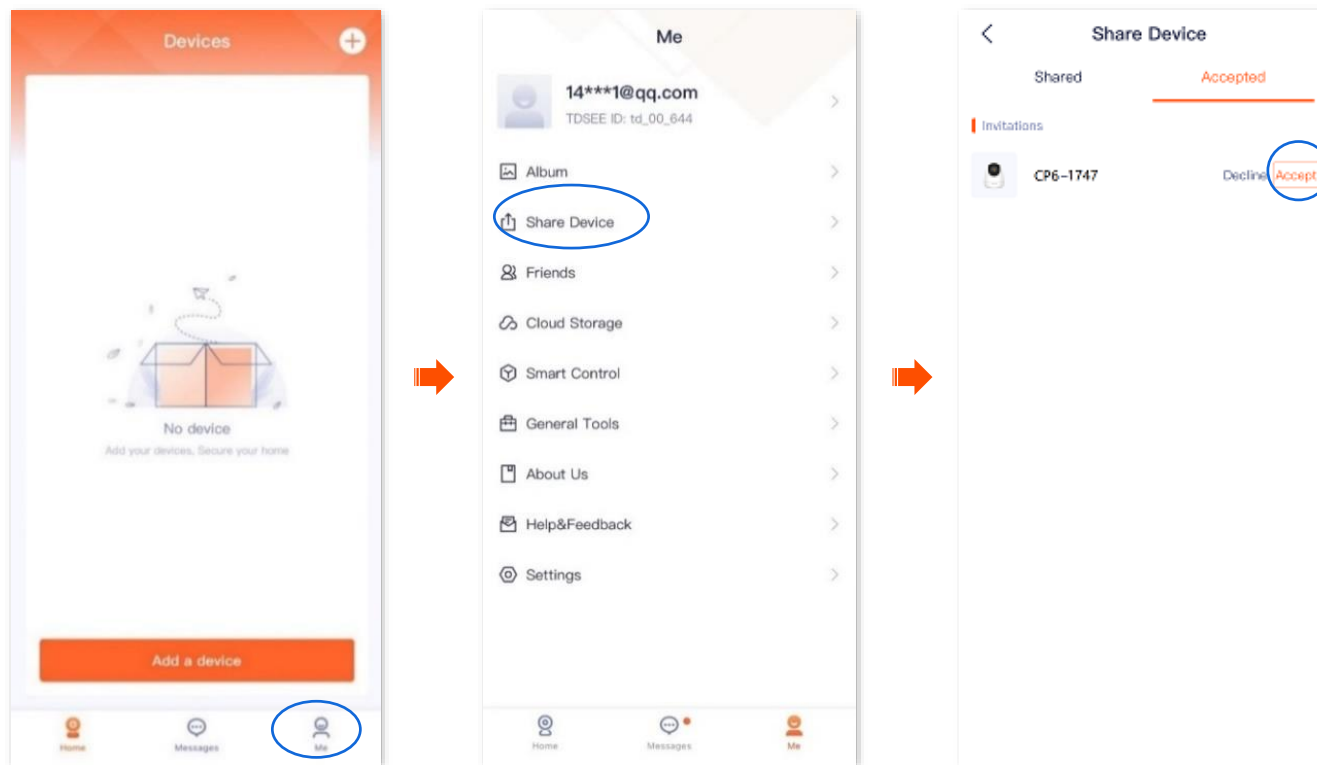 Devices
No device
Add your devices, Secure your home
Add a device
Home
Messages
Me
Me
14***1@qq.com
TDSEE ID: td_00_644
Album
Share Device
Friends
Cloud Storage
Smart Control
General Tools
About Us
Help&Feedback
Settings
Home
Messages
Me
Share Device
Shared
Accepted
Invitations
CP6-1747
Decline
Accept